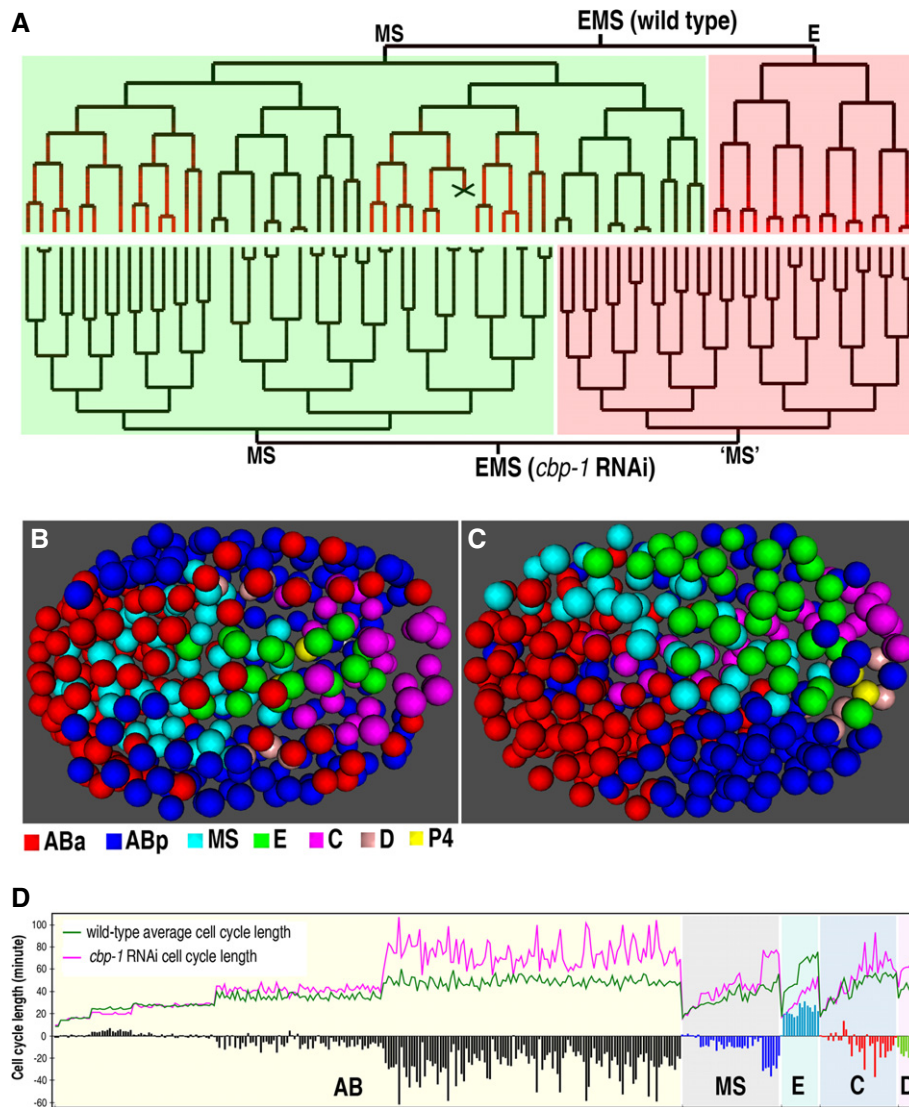 A
EMS (wild type)
MS
E
MS
'MS'
EMS (cbp-1 RNAi)
B
C
ABa ABp MS E C D P4
D
Cell cycle length (minute)
100
80
60
40
20
0
-20
-40
-60
wild-type average cell cycle length
cbp-1 RNAi cell cycle length
AB
MS
E
C
D